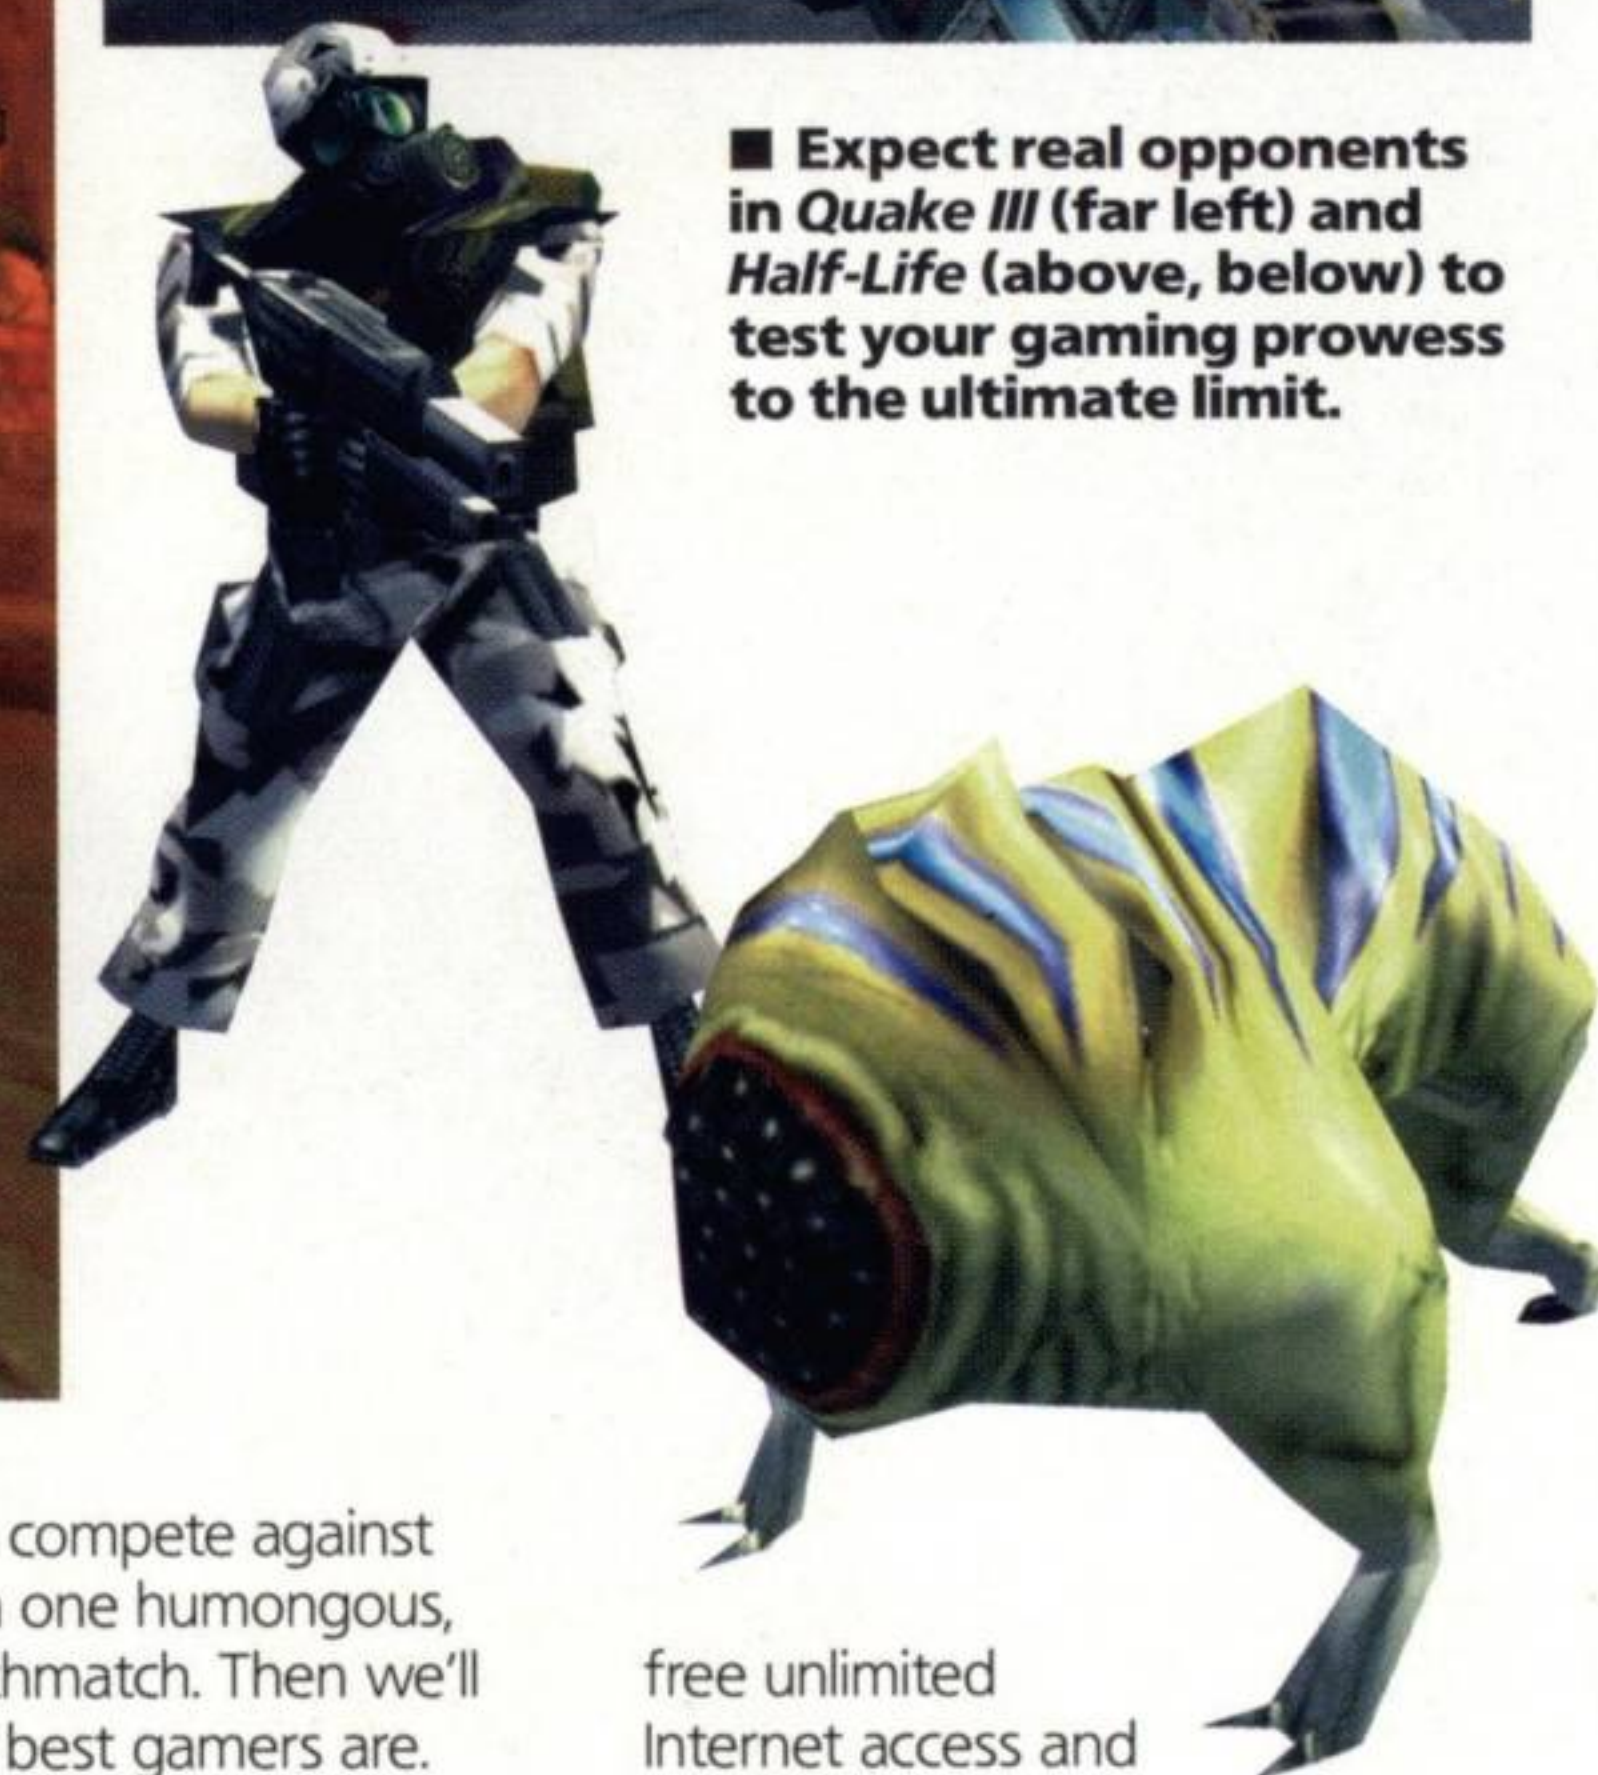 ■ Expect real opponents
in Quake III (far left) and
Half-Life (above, below) to
test your gaming prowess
to the ultimate limit.
compete against
one humongous,
hmatch. Then we'll
best gamers are.
free unlimited
Internet access and